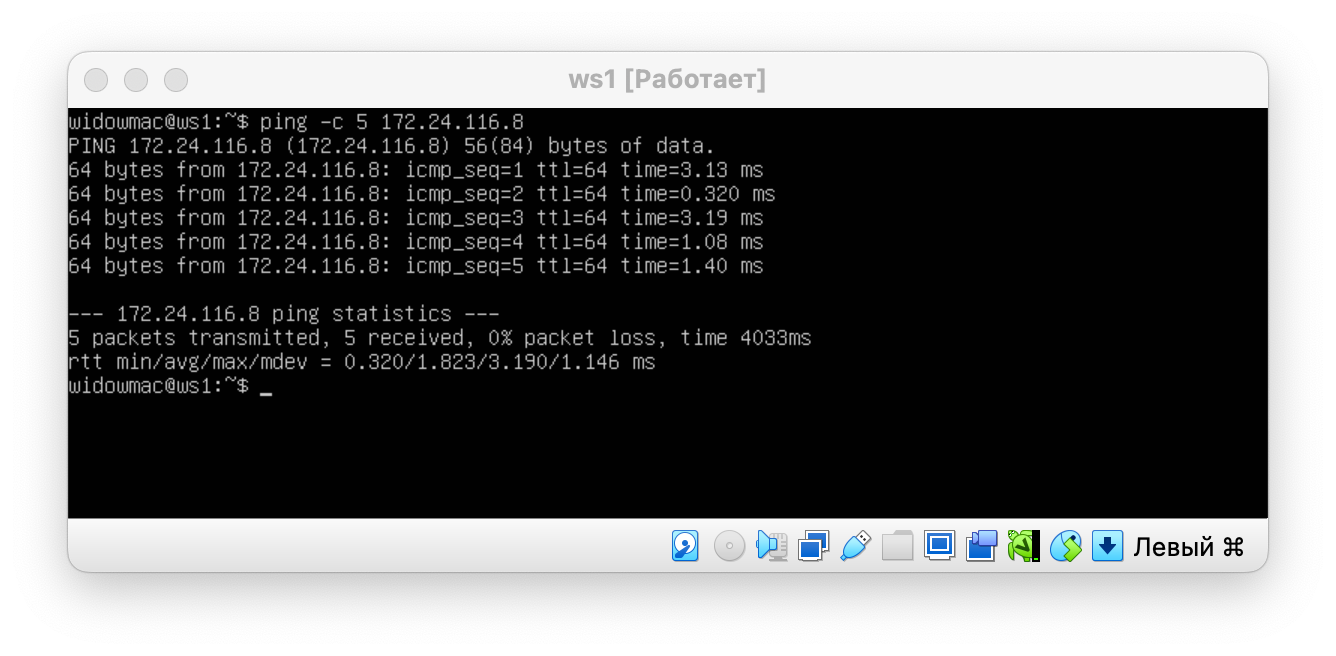 ws1 [Работает]
widowmac@ws1:~$ ping -c 5 172.24.116.8
PING 172.24.116.8 (172.24.116.8) 56(84) bytes of data.
64 bytes from 172.24.116.8: icmp_seq=1 ttl=64 time=3.13 ms
64 bytes from 172.24.116.8: icmp_seq=2 ttl=64 time=0.320 ms
64 bytes from 172.24.116.8: icmp_seq=3 ttl=64 time=3.19 ms
64 bytes from 172.24.116.8: icmp_seq=4 ttl=64 time=1.08 ms
64 bytes from 172.24.116.8: icmp_seq=5 ttl=64 time=1.40 ms
--- 172.24.116.8 ping statistics ---
5 packets transmitted, 5 received, 0% packet loss, time 4033ms
rtt min/avg/max/mdev = 0.320/1.823/3.190/1.146 ms
widowmac@ws1:~$ _
Левый ⌘